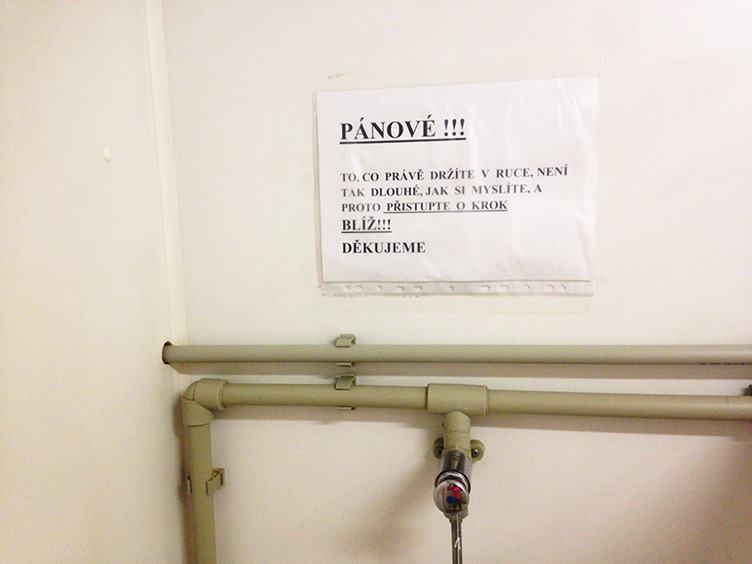 PÁNOVÉ !!!
TO, CO PRÁVĚ DRŽÍTE V RUCE, NENÍ
TAK DLOUHÉ, JAK SI MYSLÍTE, A
PROTO PŘISTUPTE O KROK
BLÍŽ!!!
DĚKUJEME